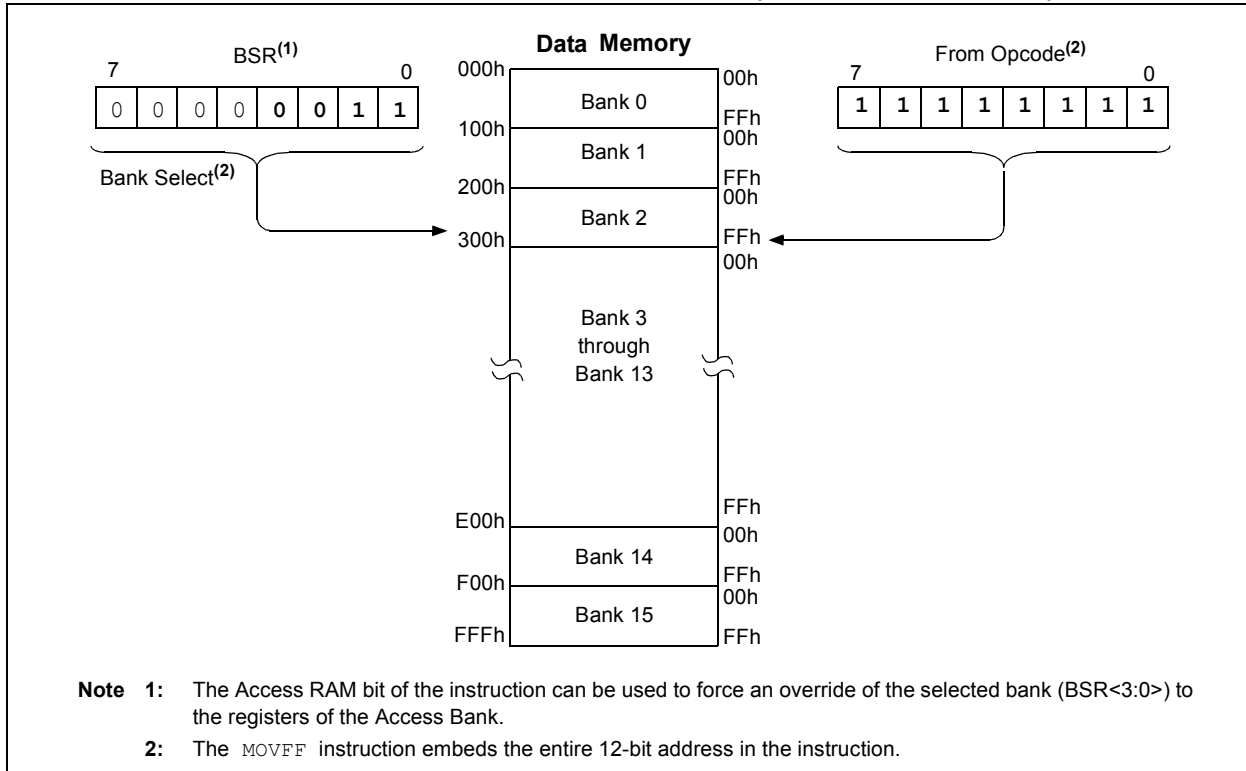 Data Memory
BSR(1)
7 0
0 0 0 0 0 0 1 1
Bank Select(2)
From Opcode(2)
7 0
1 1 1 1 1 1 1 1
000h 00h
Bank 0
FFh
100h 00h
Bank 1
FFh
200h 00h
Bank 2
300h FFh
00h
Bank 3
through
Bank 13
FFh
E00h 00h
Bank 14
F00h FFh
00h
Bank 15
FFFh FFh
Note 1: The Access RAM bit of the instruction can be used to force an override of the selected bank (BSR<3:0>) to
the registers of the Access Bank.
2: The MOVFF instruction embeds the entire 12-bit address in the instruction.